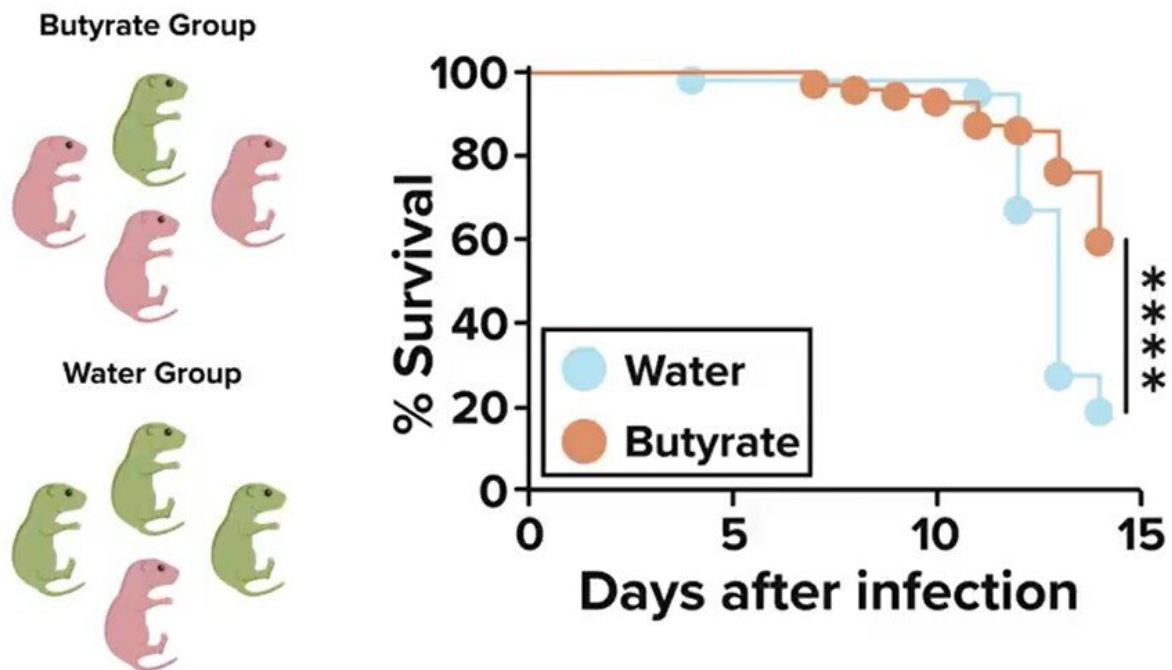 Butyrate Group
Water Group
100
80
60
40
20
0
% Survival
Water
Butyrate
****
0 5 10 15
Days after infection